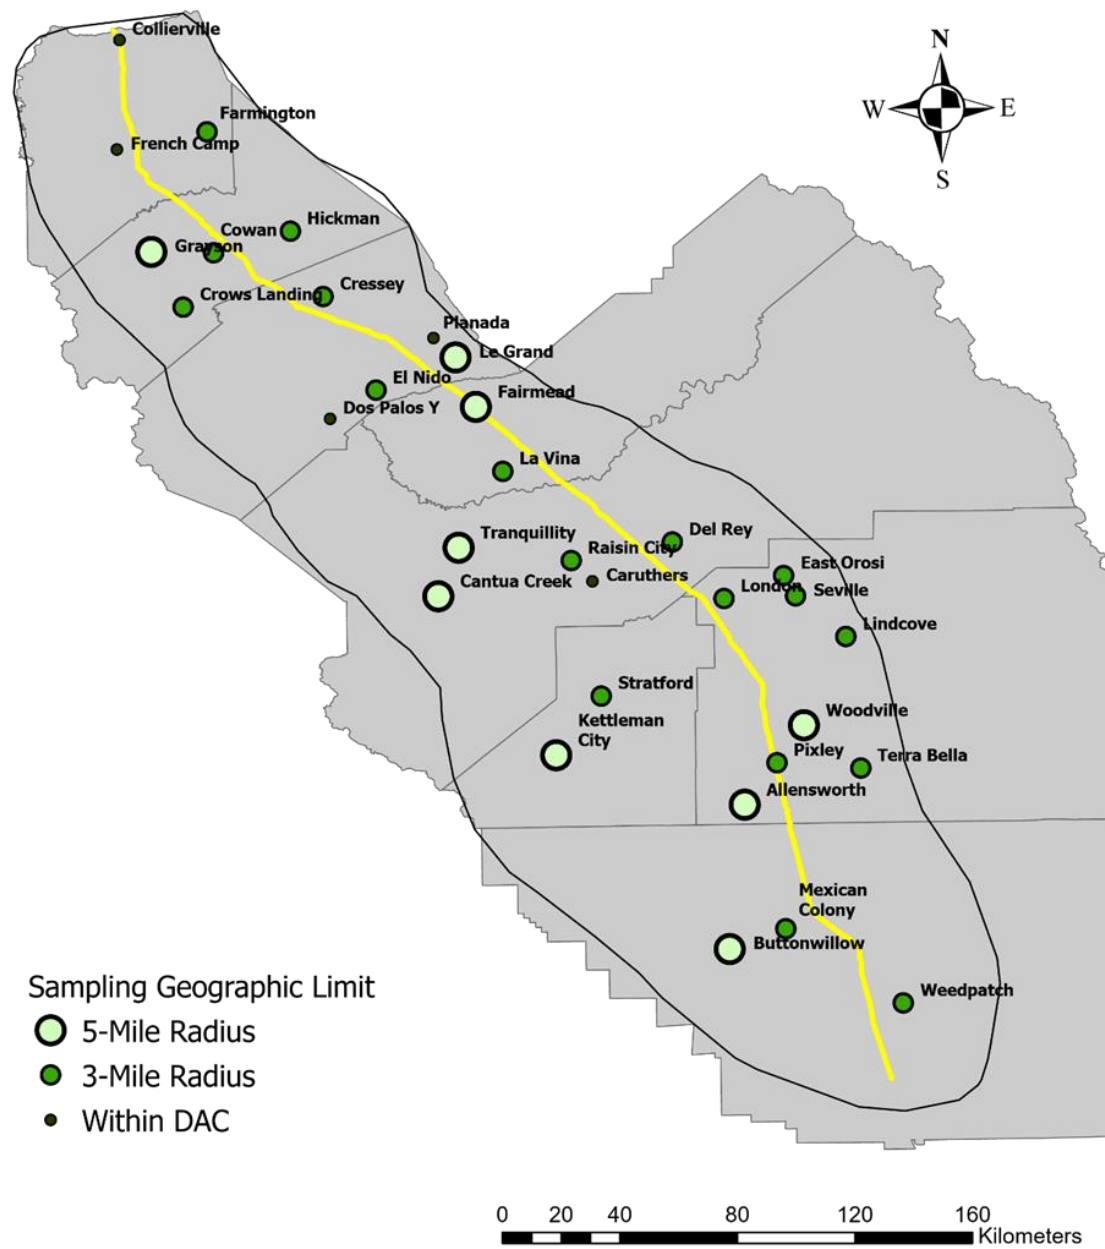 Collierville
N
Farmington
W
E
French Camp
S
Hickman
Cowan
Grayson
Cressey
Crows Landing
Planada
Le Grand
El Nido
Fairmead
Dos Palos Y
La Vina
Tranquillity
Del Rey
Raisin City
East Orosi
Cantua Creek
Caruthers
London
Seville
Lindcove
Stratford
Kettleman
City
Woodville
Pixley
Terra Bella
Allensworth
Mexican
Colony
Buttonwillow
Weedpatch
Sampling Geographic Limit
5-Mile Radius
3-Mile Radius
Within DAC
0 20 40 80 120 160
Kilometers